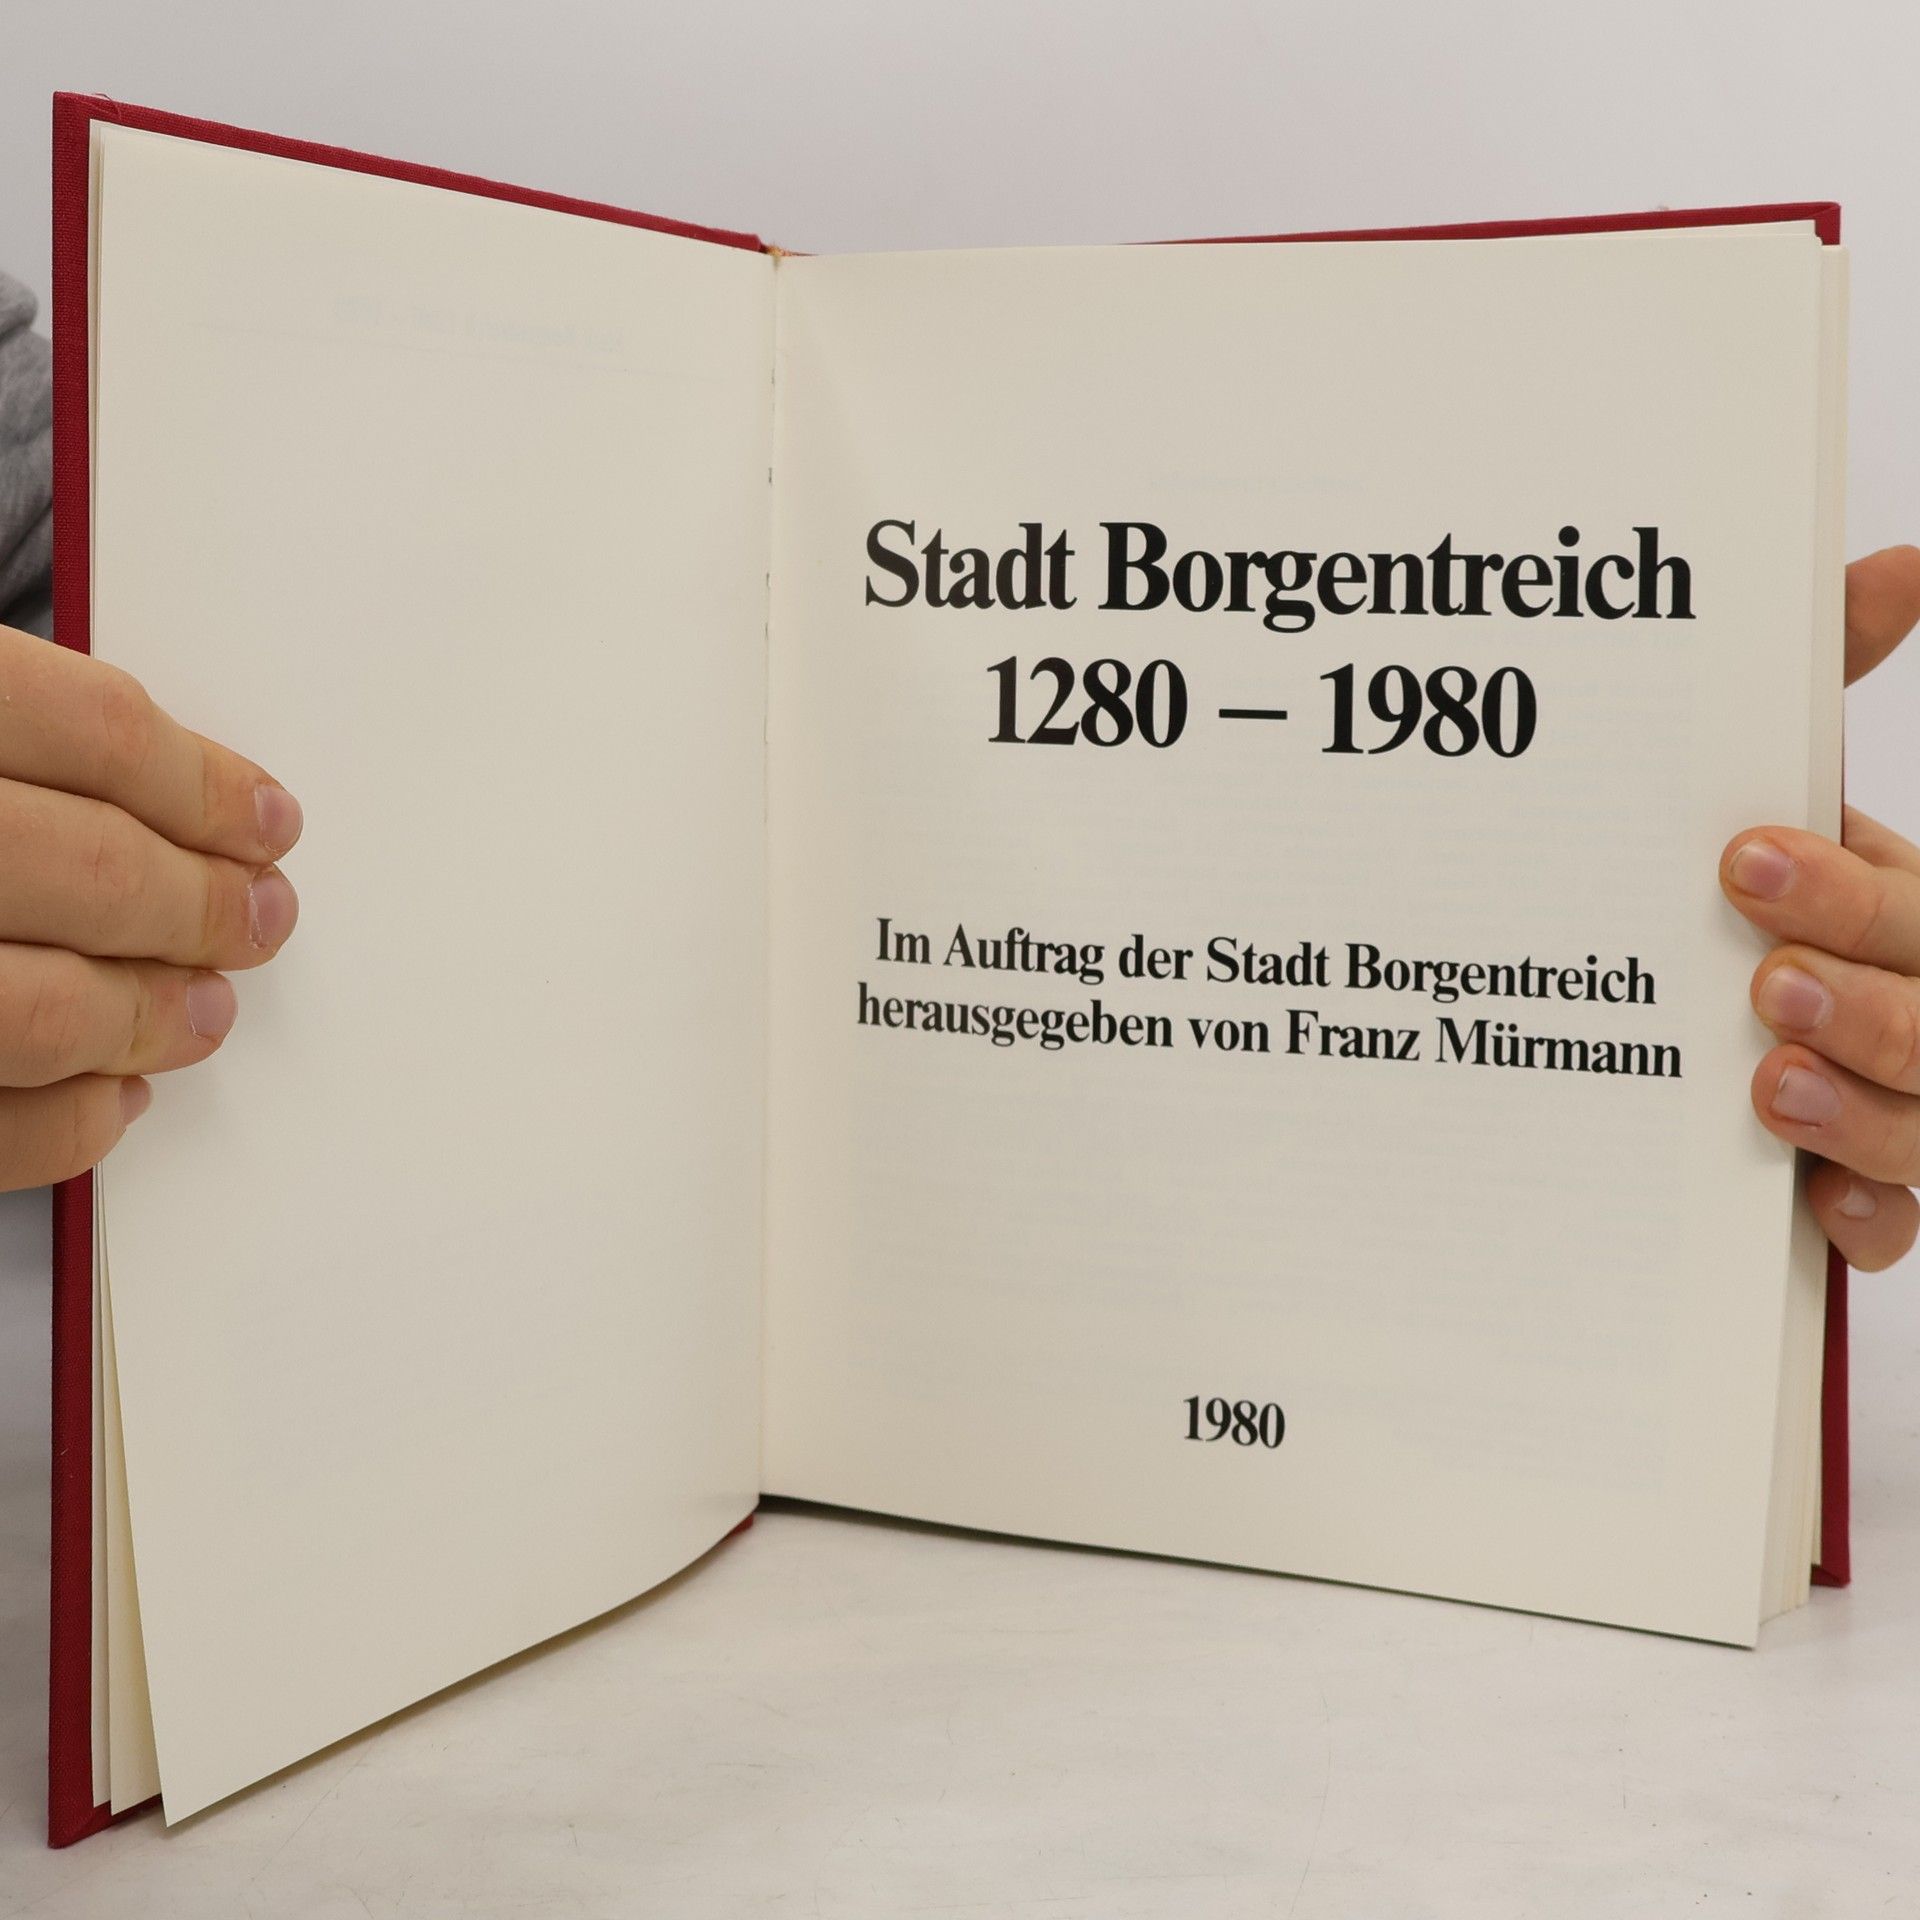 Stadt Borgentreich
1280 – 1980
Im Auftrag der Stadt Borgentreich
herausgegeben von Franz Mürmann
1980